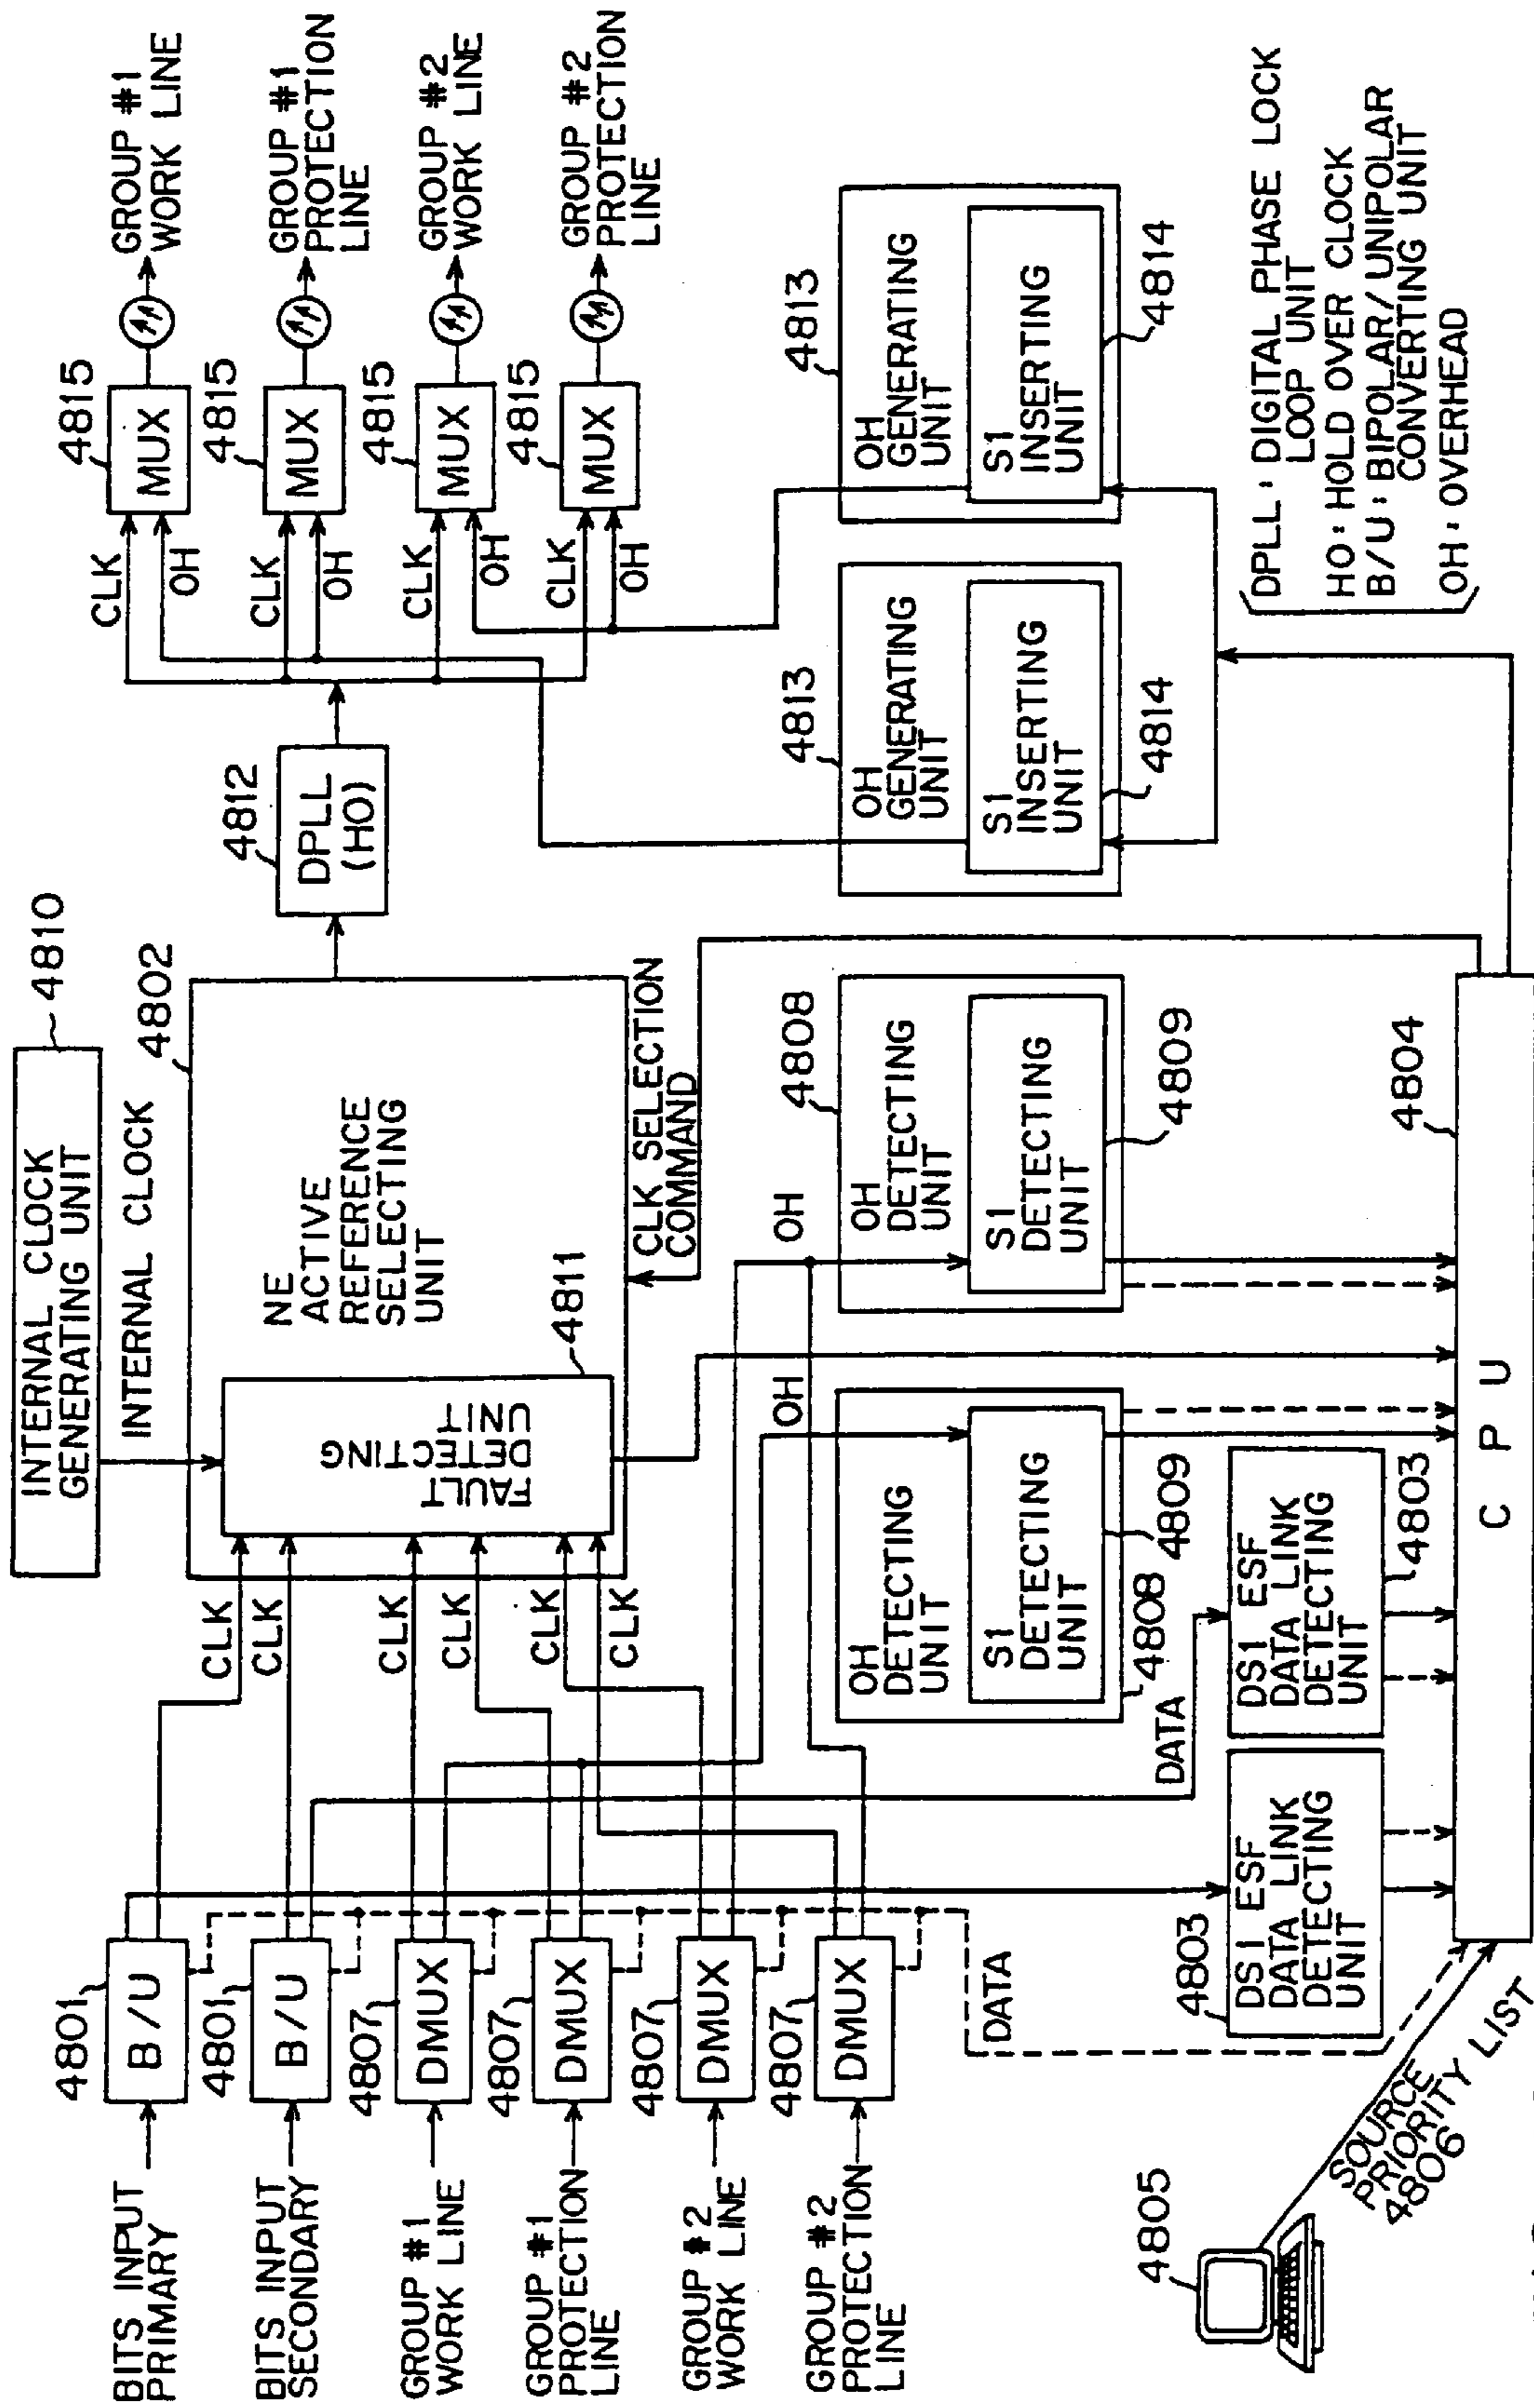 INTERNAL CLOCK
GENERATING UNIT
4810
INTERNAL CLOCK
4802
NE
ACTIVE
REFERENCE
SELECTING
UNIT
FAULT
DETECTING
UNIT
4811
CLK SELECTION
COMMAND
4812
DPLL
(HO)
BITS INPUT
PRIMARY
4801
B/U
CLK
BITS INPUT
SECONDARY
4801
B/U
CLK
GROUP #1
WORK LINE
4807
DMUX
CLK
GROUP #1
PROTECTION
LINE
4807
DMUX
CLK
GROUP #2
WORK LINE
4807
DMUX
CLK
GROUP #2
PROTECTION
LINE
4807
DMUX
CLK
CLK
OH
4815
MUX
GROUP #1
WORK LINE
CLK
OH
4815
MUX
GROUP #1
PROTECTION
LINE
CLK
OH
4815
MUX
GROUP #2
WORK LINE
CLK
OH
4815
MUX
GROUP #2
PROTECTION
LINE
OH
OH
OH
DETECTING
UNIT
S1
DETECTING
UNIT
4809
4808
4808
OH
DETECTING
UNIT
S1
DETECTING
UNIT
4809
4813
OH
GENERATING
UNIT
S1
INSERTING
UNIT
4814
4813
OH
GENERATING
UNIT
S1
INSERTING
UNIT
4814
DATA
DATA
4803
DS1 ESF
DATA LINK
DETECTING
UNIT
DS1 ESF
DATA LINK
DETECTING
UNIT
4803
4804
C P U
4805
SOURCE
PRIORITY LIST
4806
DPLL : DIGITAL PHASE LOCK
LOOP UNIT
HO : HOLD OVER CLOCK
B/U : BIPOLAR/UNIPOLAR
CONVERTING UNIT
OH : OVERHEAD